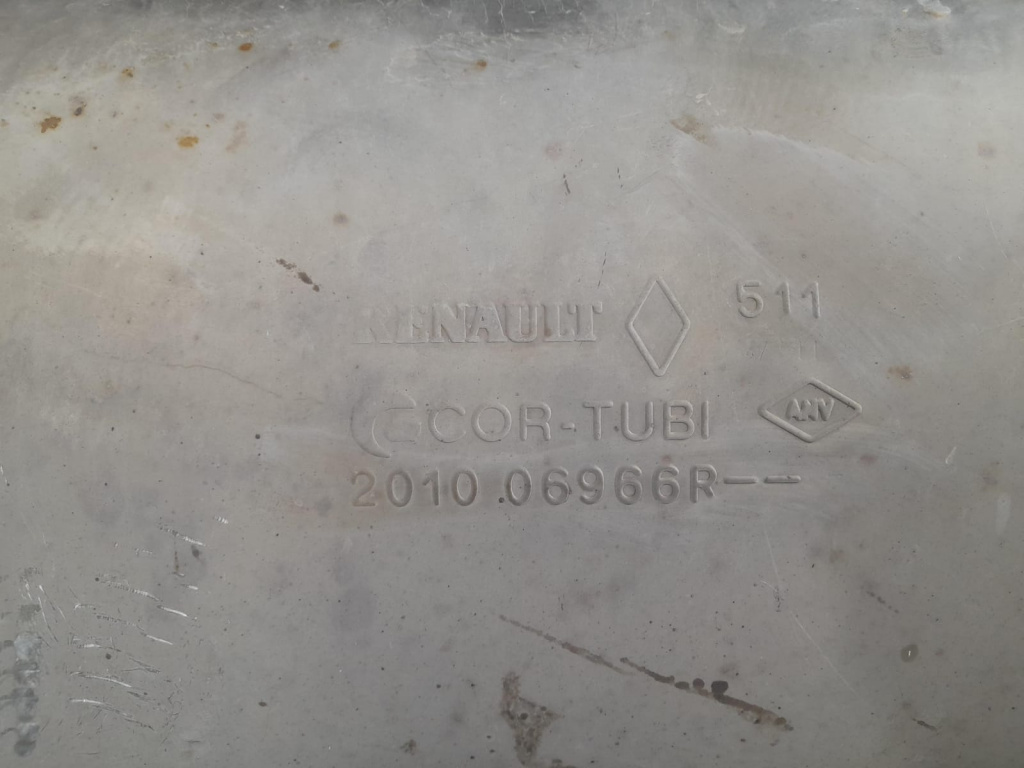 RENAULT 511
COR-TUBI
2010 06966R--